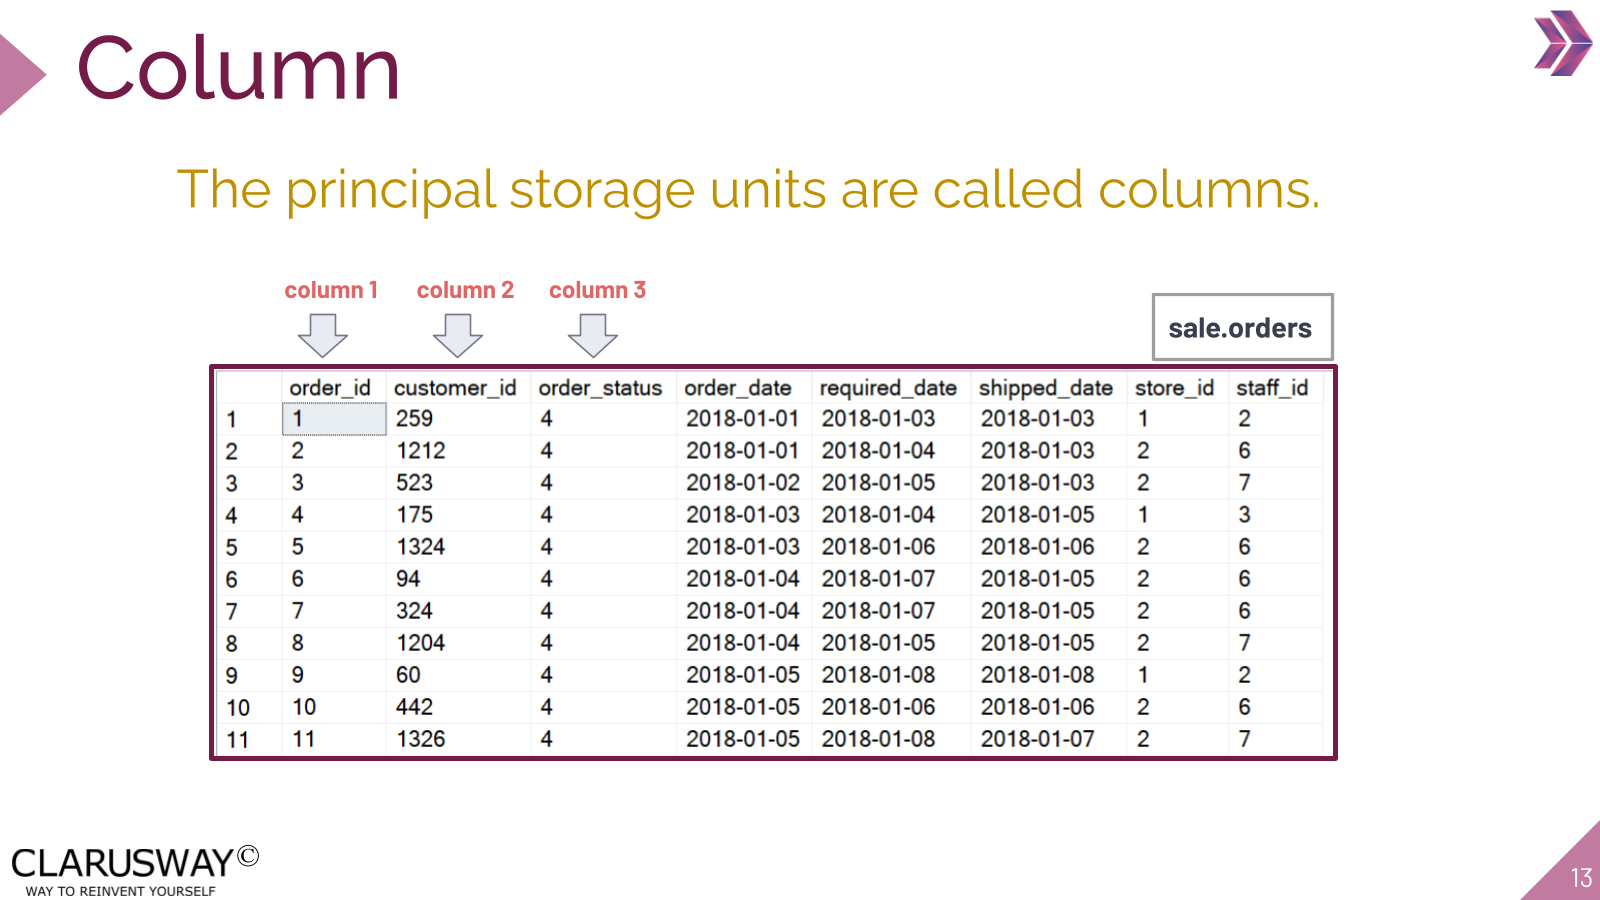 Column
The principal storage units are called columns.
column 1 column 2 column 3
sale.orders
order_id customer_id order_status order_date required_date shipped_date store_id staff_id
1 1 259 4 2018-01-01 2018-01-03 2018-01-03 1 2
2 2 1212 4 2018-01-01 2018-01-04 2018-01-03 2 6
3 3 523 4 2018-01-02 2018-01-05 2018-01-03 2 7
4 4 175 4 2018-01-03 2018-01-04 2018-01-05 1 3
5 5 1324 4 2018-01-03 2018-01-06 2018-01-06 2 6
6 6 94 4 2018-01-04 2018-01-07 2018-01-05 2 6
7 7 324 4 2018-01-04 2018-01-07 2018-01-05 2 6
8 8 1204 4 2018-01-04 2018-01-05 2018-01-05 2 7
9 9 60 4 2018-01-05 2018-01-08 2018-01-08 1 2
10 10 442 4 2018-01-05 2018-01-06 2018-01-06 2 6
11 11 1326 4 2018-01-05 2018-01-08 2018-01-07 2 7
CLARUSWAY©
WAY TO REINVENT YOURSELF
13